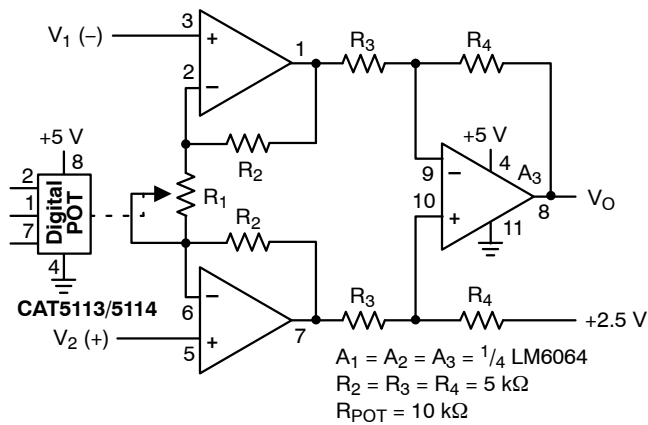 V1 (−)
3
+
1
R3
R4
2
−
+5 V
8
R2
+5 V
4
A3
9
−
2
1
7
Digital
POT
R1
10
+
8
VO
11
R2
4
CAT5113/5114
6
−
7
R3
R4
+2.5 V
V2 (+)
5
+
A1 = A2 = A3 = 1/4 LM6064
R2 = R3 = R4 = 5 kΩ
RPOT = 10 kΩ